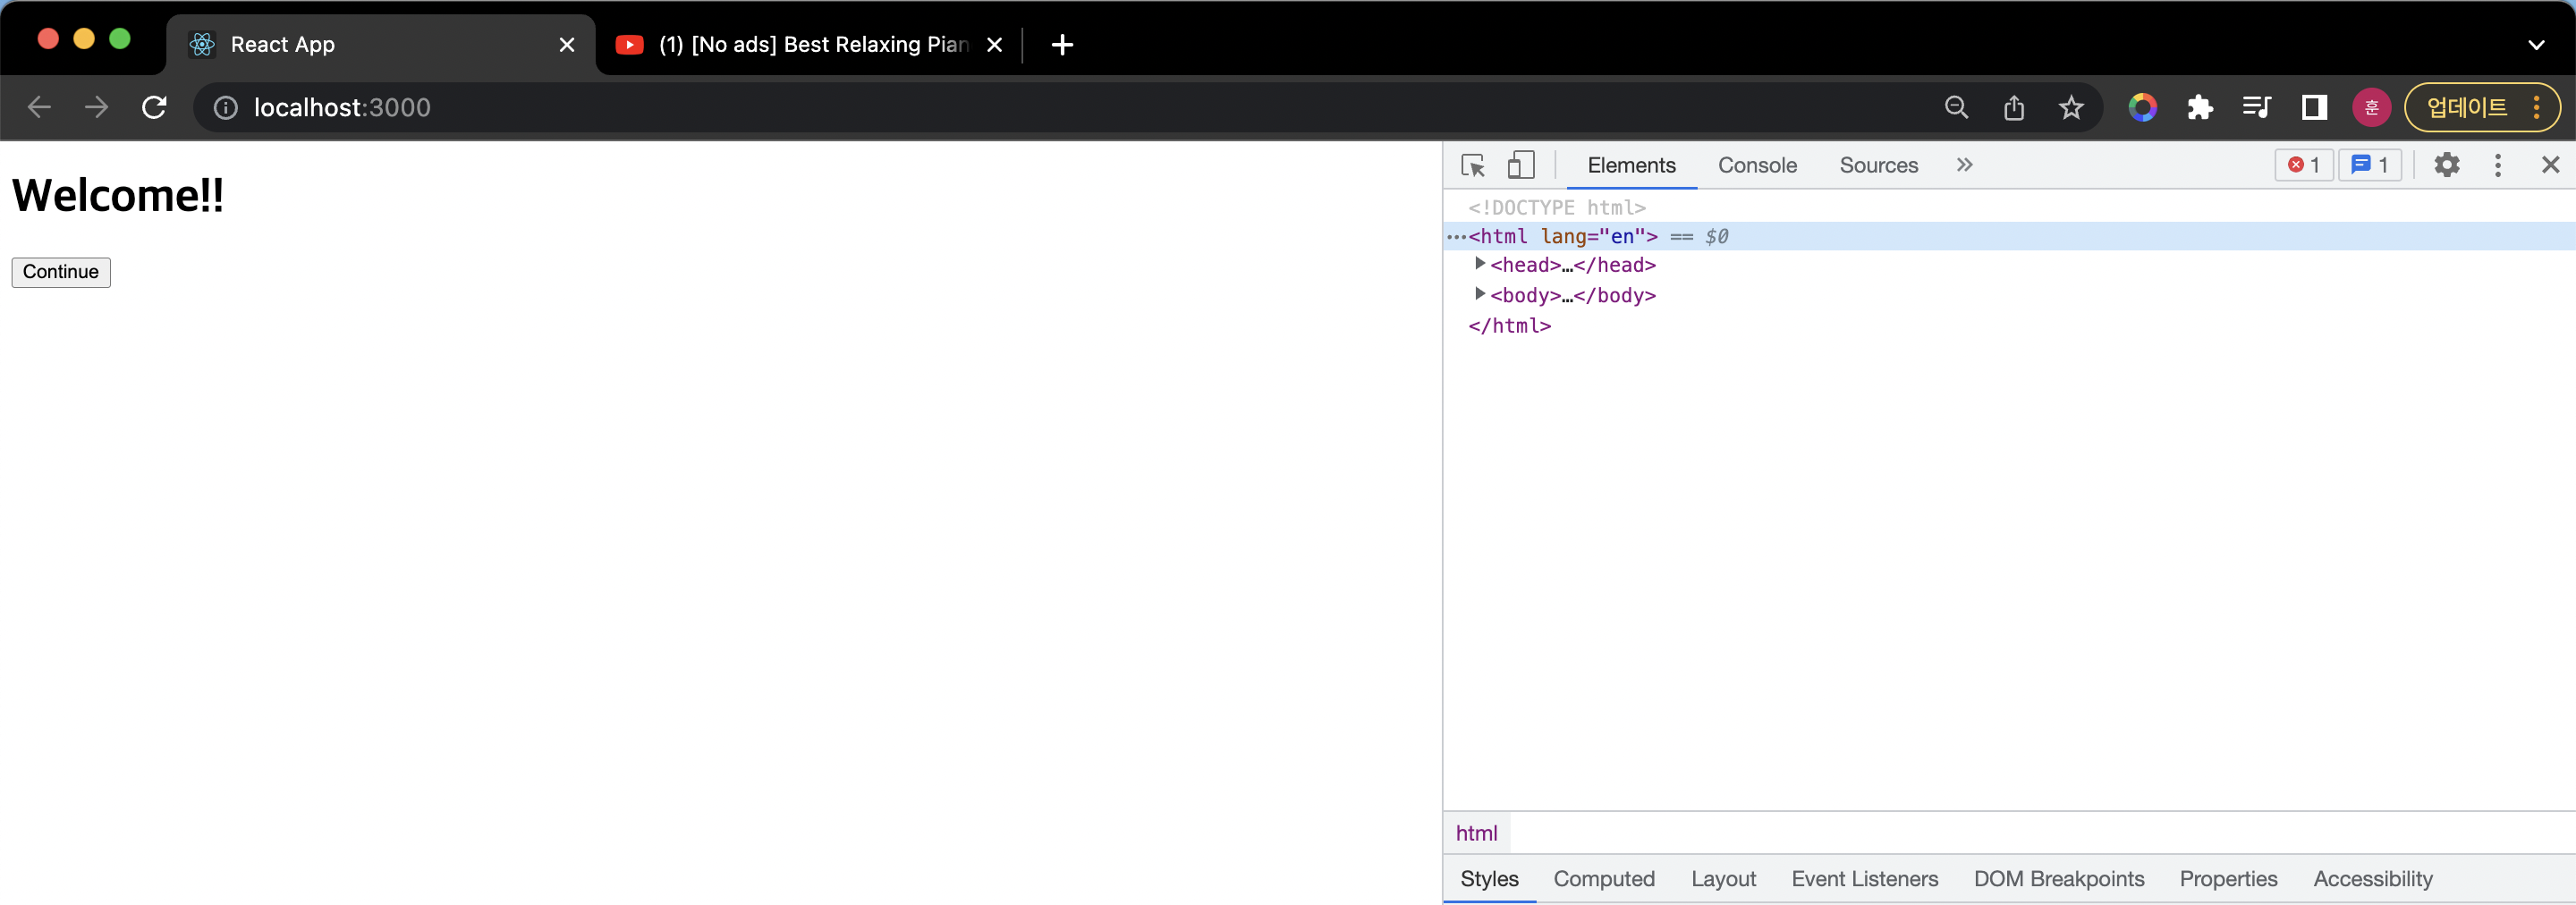 React App
(1) [No ads] Best Relaxing Pian
localhost:3000
훈
업데이트
Welcome!!
Continue
Elements Console Sources
1 1
<!DOCTYPE html>
···<html lang="en"> == $0
<head>…</head>
<body>…</body>
</html>
html
Styles Computed Layout Event Listeners DOM Breakpoints Properties Accessibility